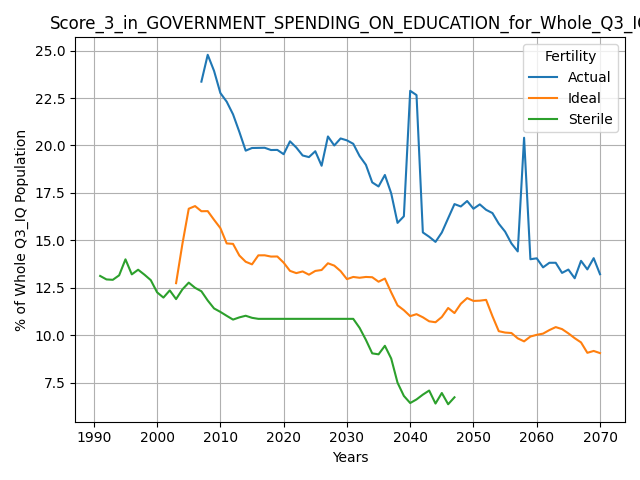 Score_3_in_GOVERNMENT_SPENDING_ON_EDUCATION_for_Whole_Q3_IQ
Fertility
Actual
Ideal
Sterile
% of Whole Q3_IQ Population
25.0
22.5
20.0
17.5
15.0
12.5
10.0
7.5
1990
2000
2010
2020
2030
2040
2050
2060
2070
Years